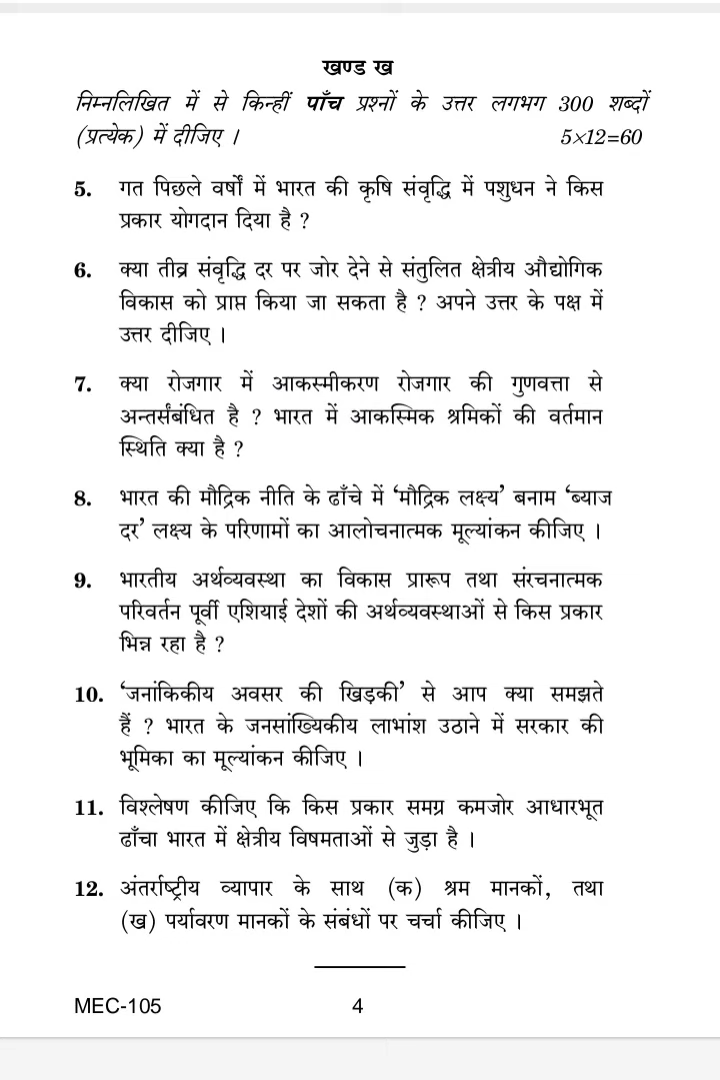 खण्ड ख
निम्नलिखित में से किन्हीं पाँच प्रश्नों के उत्तर लगभग 300 शब्दों
(प्रत्येक) में दीजिए । 5×12=60
5. गत पिछले वर्षों में भारत की कृषि संवृद्धि में पशुधन ने किस
प्रकार योगदान दिया है ?
6. क्या तीव्र संवृद्धि दर पर जोर देने से संतुलित क्षेत्रीय औद्योगिक
विकास को प्राप्त किया जा सकता है ? अपने उत्तर के पक्ष में
उत्तर दीजिए ।
7. क्या रोजगार में आकस्मीकरण रोजगार की गुणवत्ता से
अन्तर्संबंधित है ? भारत में आकस्मिक श्रमिकों की वर्तमान
स्थिति क्या है ?
8. भारत की मौद्रिक नीति के ढाँचे में ‘मौद्रिक लक्ष्य’ बनाम ‘ब्याज
दर’ लक्ष्य के परिणामों का आलोचनात्मक मूल्यांकन कीजिए ।
9. भारतीय अर्थव्यवस्था का विकास प्रारूप तथा संरचनात्मक
परिवर्तन पूर्वी एशियाई देशों की अर्थव्यवस्थाओं से किस प्रकार
भिन्न रहा है ?
10. ‘जनांकिकीय अवसर की खिड़की’ से आप क्या समझते
हैं ? भारत के जनसांख्यिकीय लाभांश उठाने में सरकार की
भूमिका का मूल्यांकन कीजिए ।
11. विश्लेषण कीजिए कि किस प्रकार समग्र कमजोर आधारभूत
ढाँचा भारत में क्षेत्रीय विषमताओं से जुड़ा है ।
12. अंतर्राष्ट्रीय व्यापार के साथ (क) श्रम मानकों, तथा
(ख) पर्यावरण मानकों के संबंधों पर चर्चा कीजिए ।
MEC-105 4